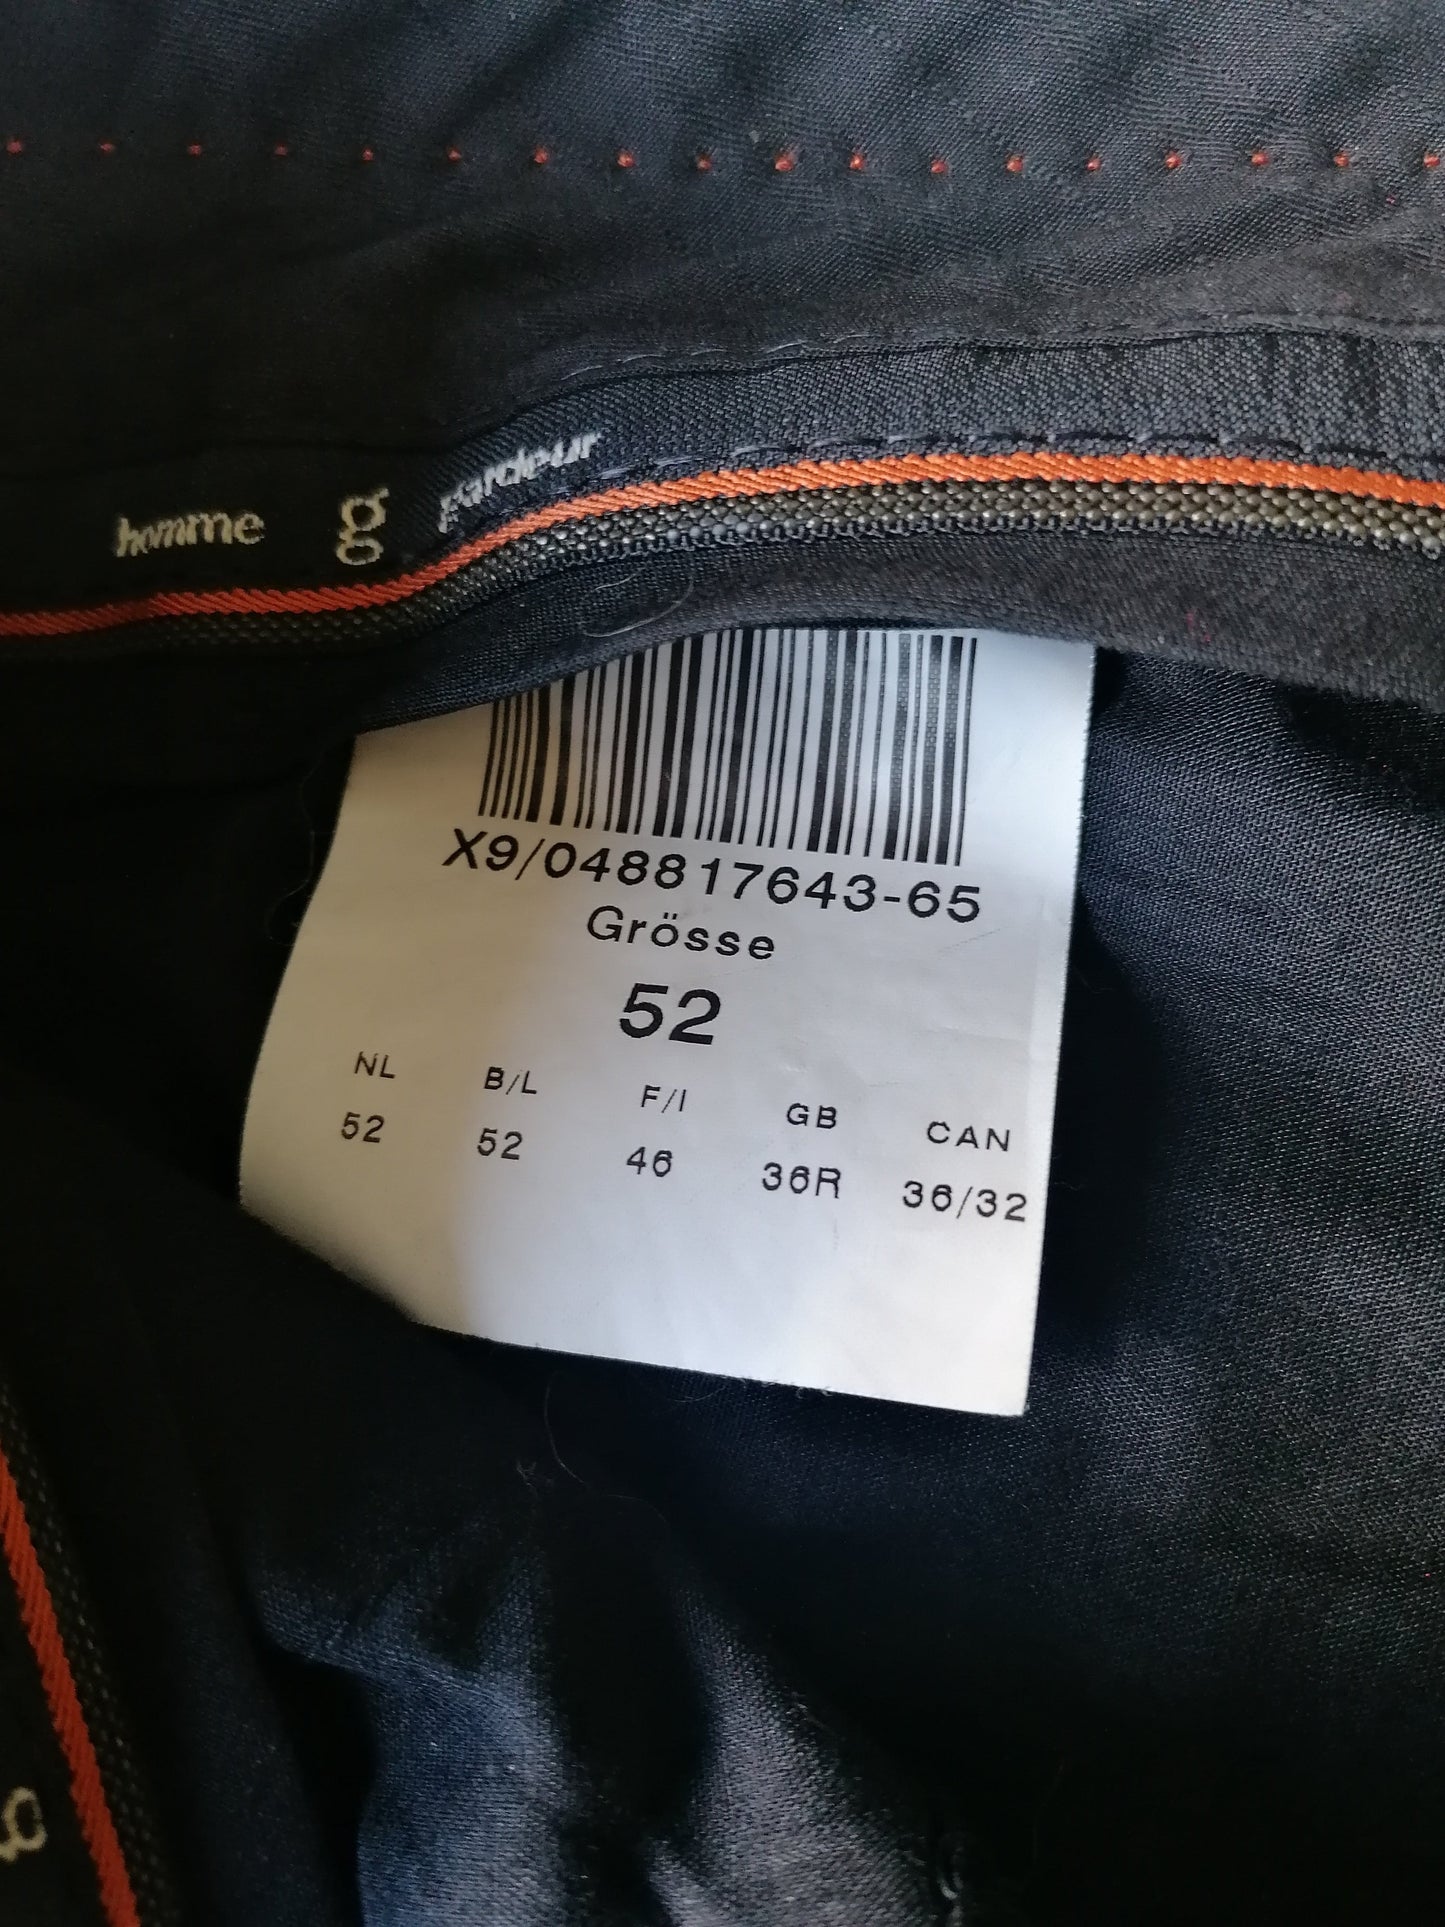 homme g gardeur
X9/048817643-65
Grösse
52
NL B/L F/I GB CAN
52 52 46 36R 36/32
g